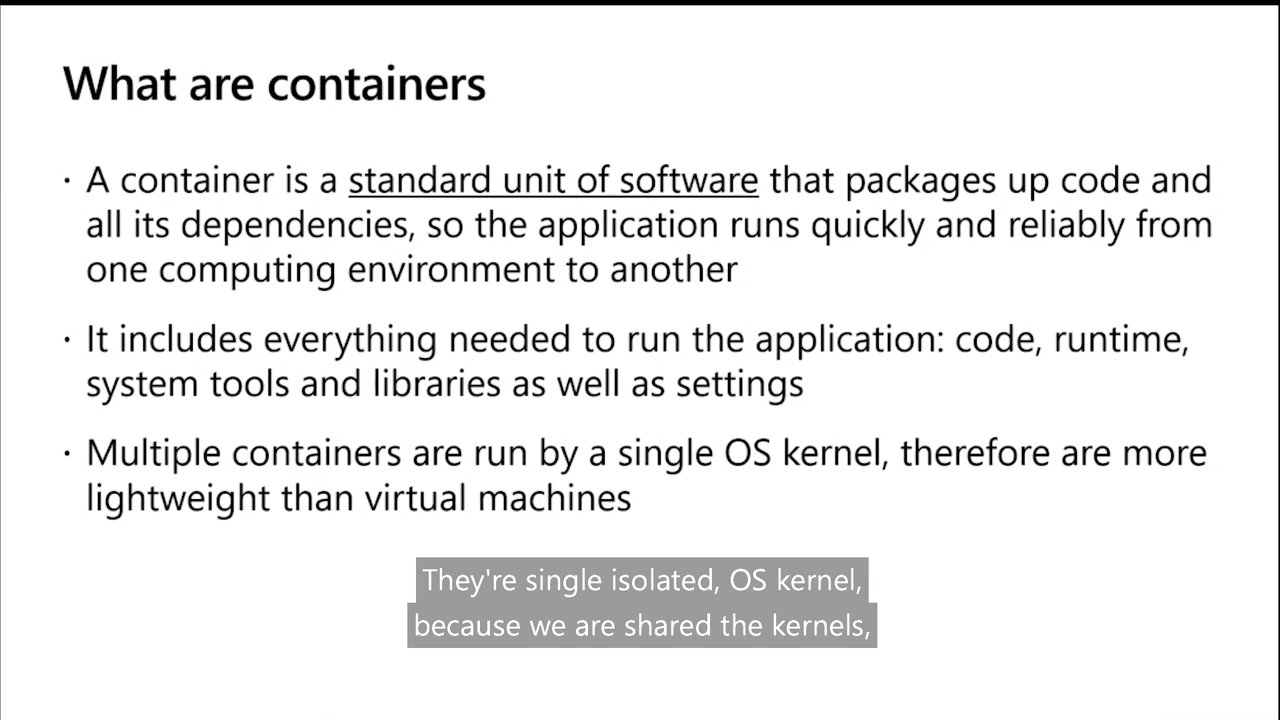 What are containers
· A container is a standard unit of software that packages up code and
all its dependencies, so the application runs quickly and reliably from
one computing environment to another
· It includes everything needed to run the application: code, runtime,
system tools and libraries as well as settings
· Multiple containers are run by a single OS kernel, therefore are more
lightweight than virtual machines
They're single isolated, OS kernel,
because we are shared the kernels,